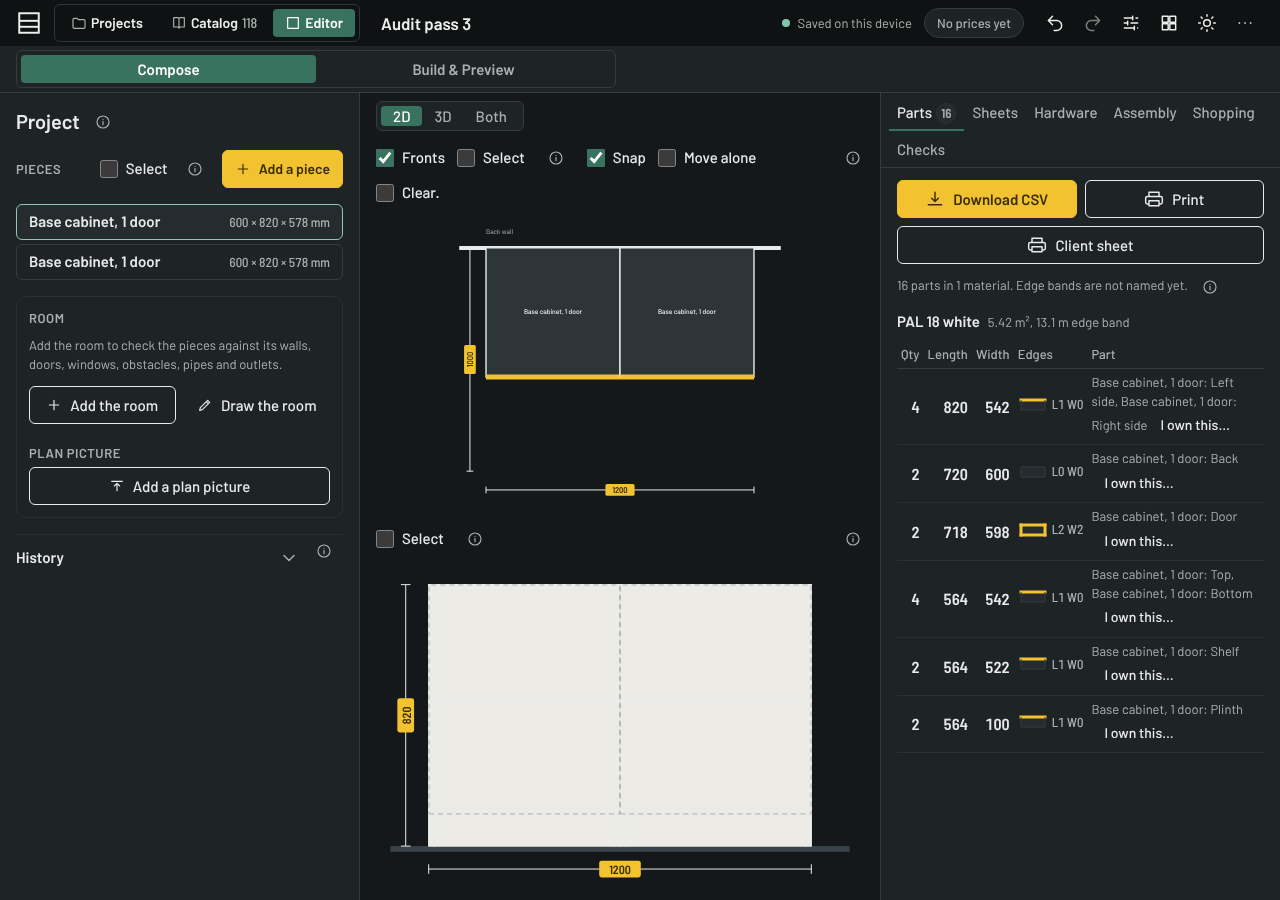 Projects
Catalog 118
Editor
Audit pass 3
Saved on this device
No prices yet
Compose
Build & Preview
Project
PIECES
Select
Add a piece
Base cabinet, 1 door 600 × 820 × 578 mm
Base cabinet, 1 door 600 × 820 × 578 mm
ROOM
Add the room to check the pieces against its walls,
doors, windows, obstacles, pipes and outlets.
Add the room
Draw the room
PLAN PICTURE
Add a plan picture
History
2D
3D
Both
Fronts
Select
Snap
Move alone
Clear.
Back wall
Base cabinet, 1 door
Base cabinet, 1 door
1000
1200
Select
820
1200
Parts 16
Sheets
Hardware
Assembly
Shopping
Checks
Download CSV
Print
Client sheet
16 parts in 1 material. Edge bands are not named yet.
PAL 18 white 5.42 m², 13.1 m edge band
Qty Length Width Edges Part
4 820 542 L1 W0 Base cabinet, 1 door: Left
side, Base cabinet, 1 door:
Right side I own this...
2 720 600 L0 W0 Base cabinet, 1 door: Back
I own this...
2 718 598 L2 W2 Base cabinet, 1 door: Door
I own this...
4 564 542 L1 W0 Base cabinet, 1 door: Top,
Base cabinet, 1 door: Bottom
I own this...
2 564 522 L1 W0 Base cabinet, 1 door: Shelf
I own this...
2 564 100 L1 W0 Base cabinet, 1 door: Plinth
I own this...